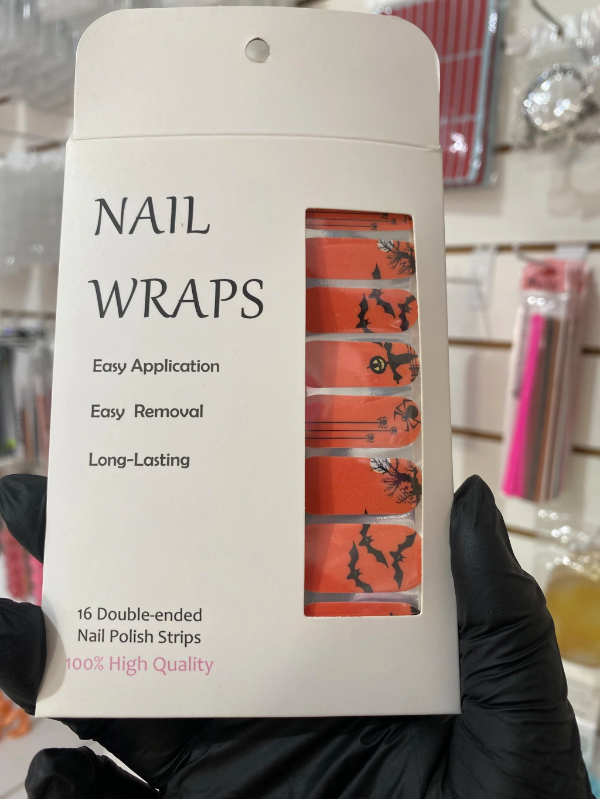 NAIL
WRAPS
Easy Application
Easy Removal
Long-Lasting
16 Double-ended
Nail Polish Strips
100% High Quality